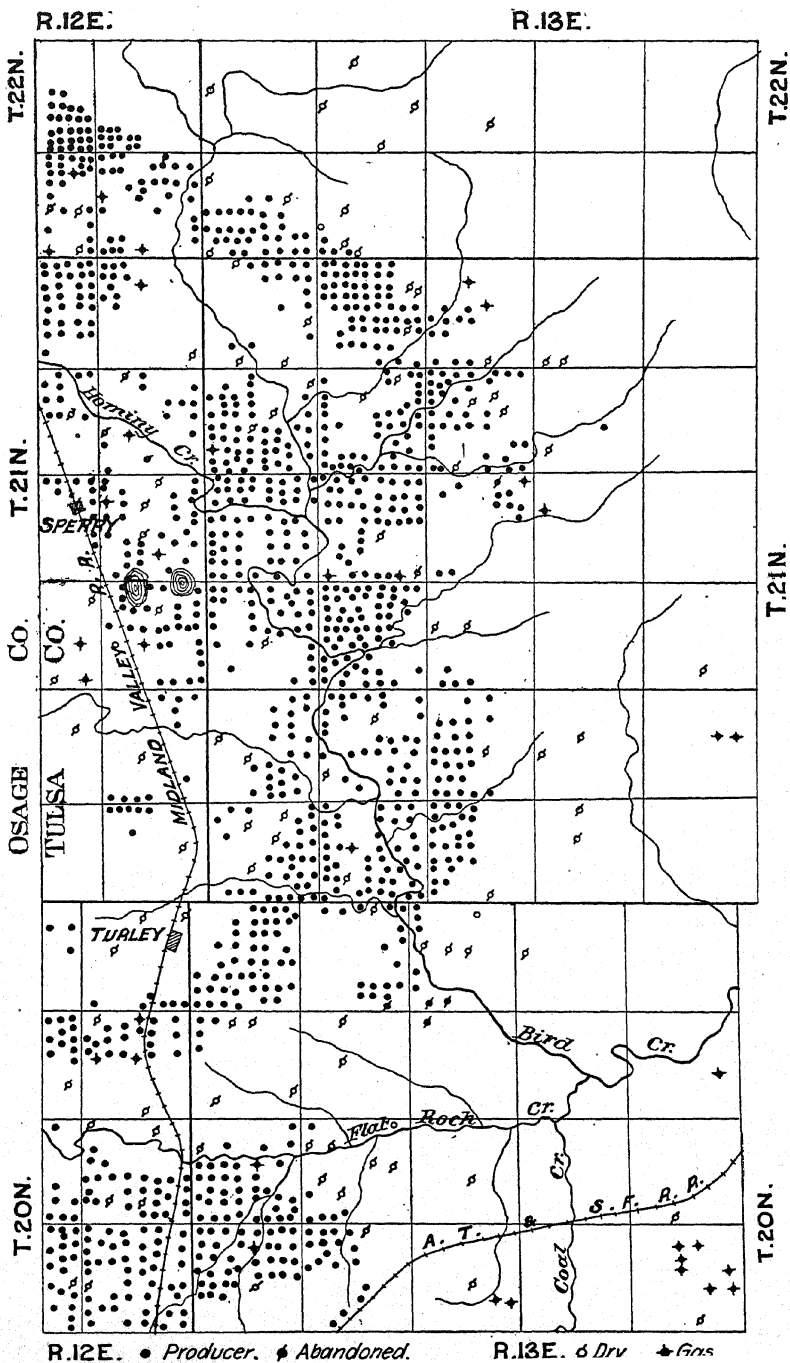 R.12E. R.13E.
T.22N. T.22N.
Hominy Cr.
T.21N.
SPERRY
T.21N.
OSAGE Co.
TULSA Co.
MIDLAND VALLEY R. R.
TURLEY
Bird Cr.
Flat Rock Cr.
Coal Cr.
A. T. & S. F. R. R.
T.20N. T.20N.
R.12E. Producer. Abandoned. R.13E. Dry Gas